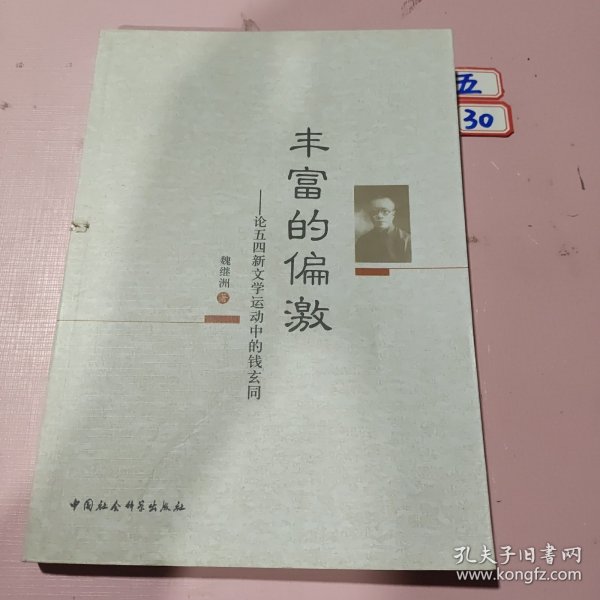 丰富的偏激
——论五四新文学运动中的钱玄同
魏继洲 著
中国社会科学出版社
五
30
孔夫子旧书网
www.kongfz.com